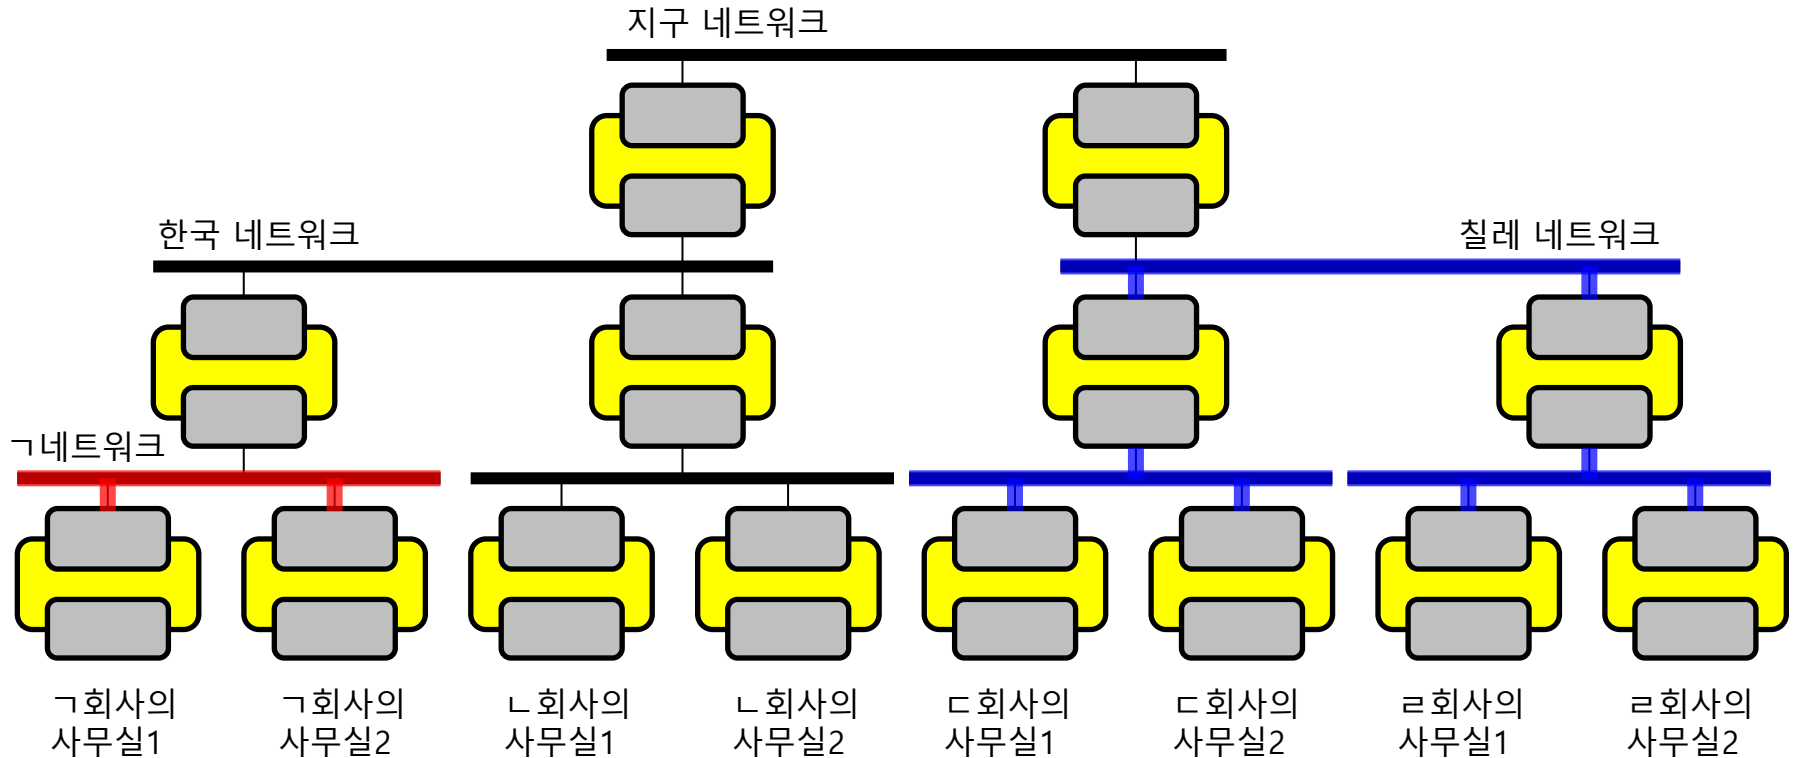 지구 네트워크
한국 네트워크
칠레 네트워크
ㄱ네트워크
ㄱ회사의
사무실1
ㄱ회사의
사무실2
ㄴ회사의
사무실1
ㄴ회사의
사무실2
ㄷ회사의
사무실1
ㄷ회사의
사무실2
ㄹ회사의
사무실1
ㄹ회사의
사무실2